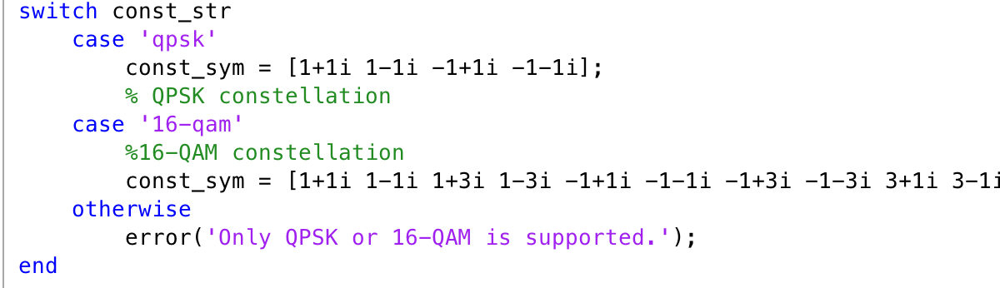 switch const_str
    case 'qpsk'
        const_sym = [1+1i 1-1i -1+1i -1-1i];
        % QPSK constellation
    case '16-qam'
        %16-QAM constellation
        const_sym = [1+1i 1-1i 1+3i 1-3i -1+1i -1-1i -1+3i -1-3i 3+1i 3-1i
    otherwise
        error('Only QPSK or 16-QAM is supported.');
end